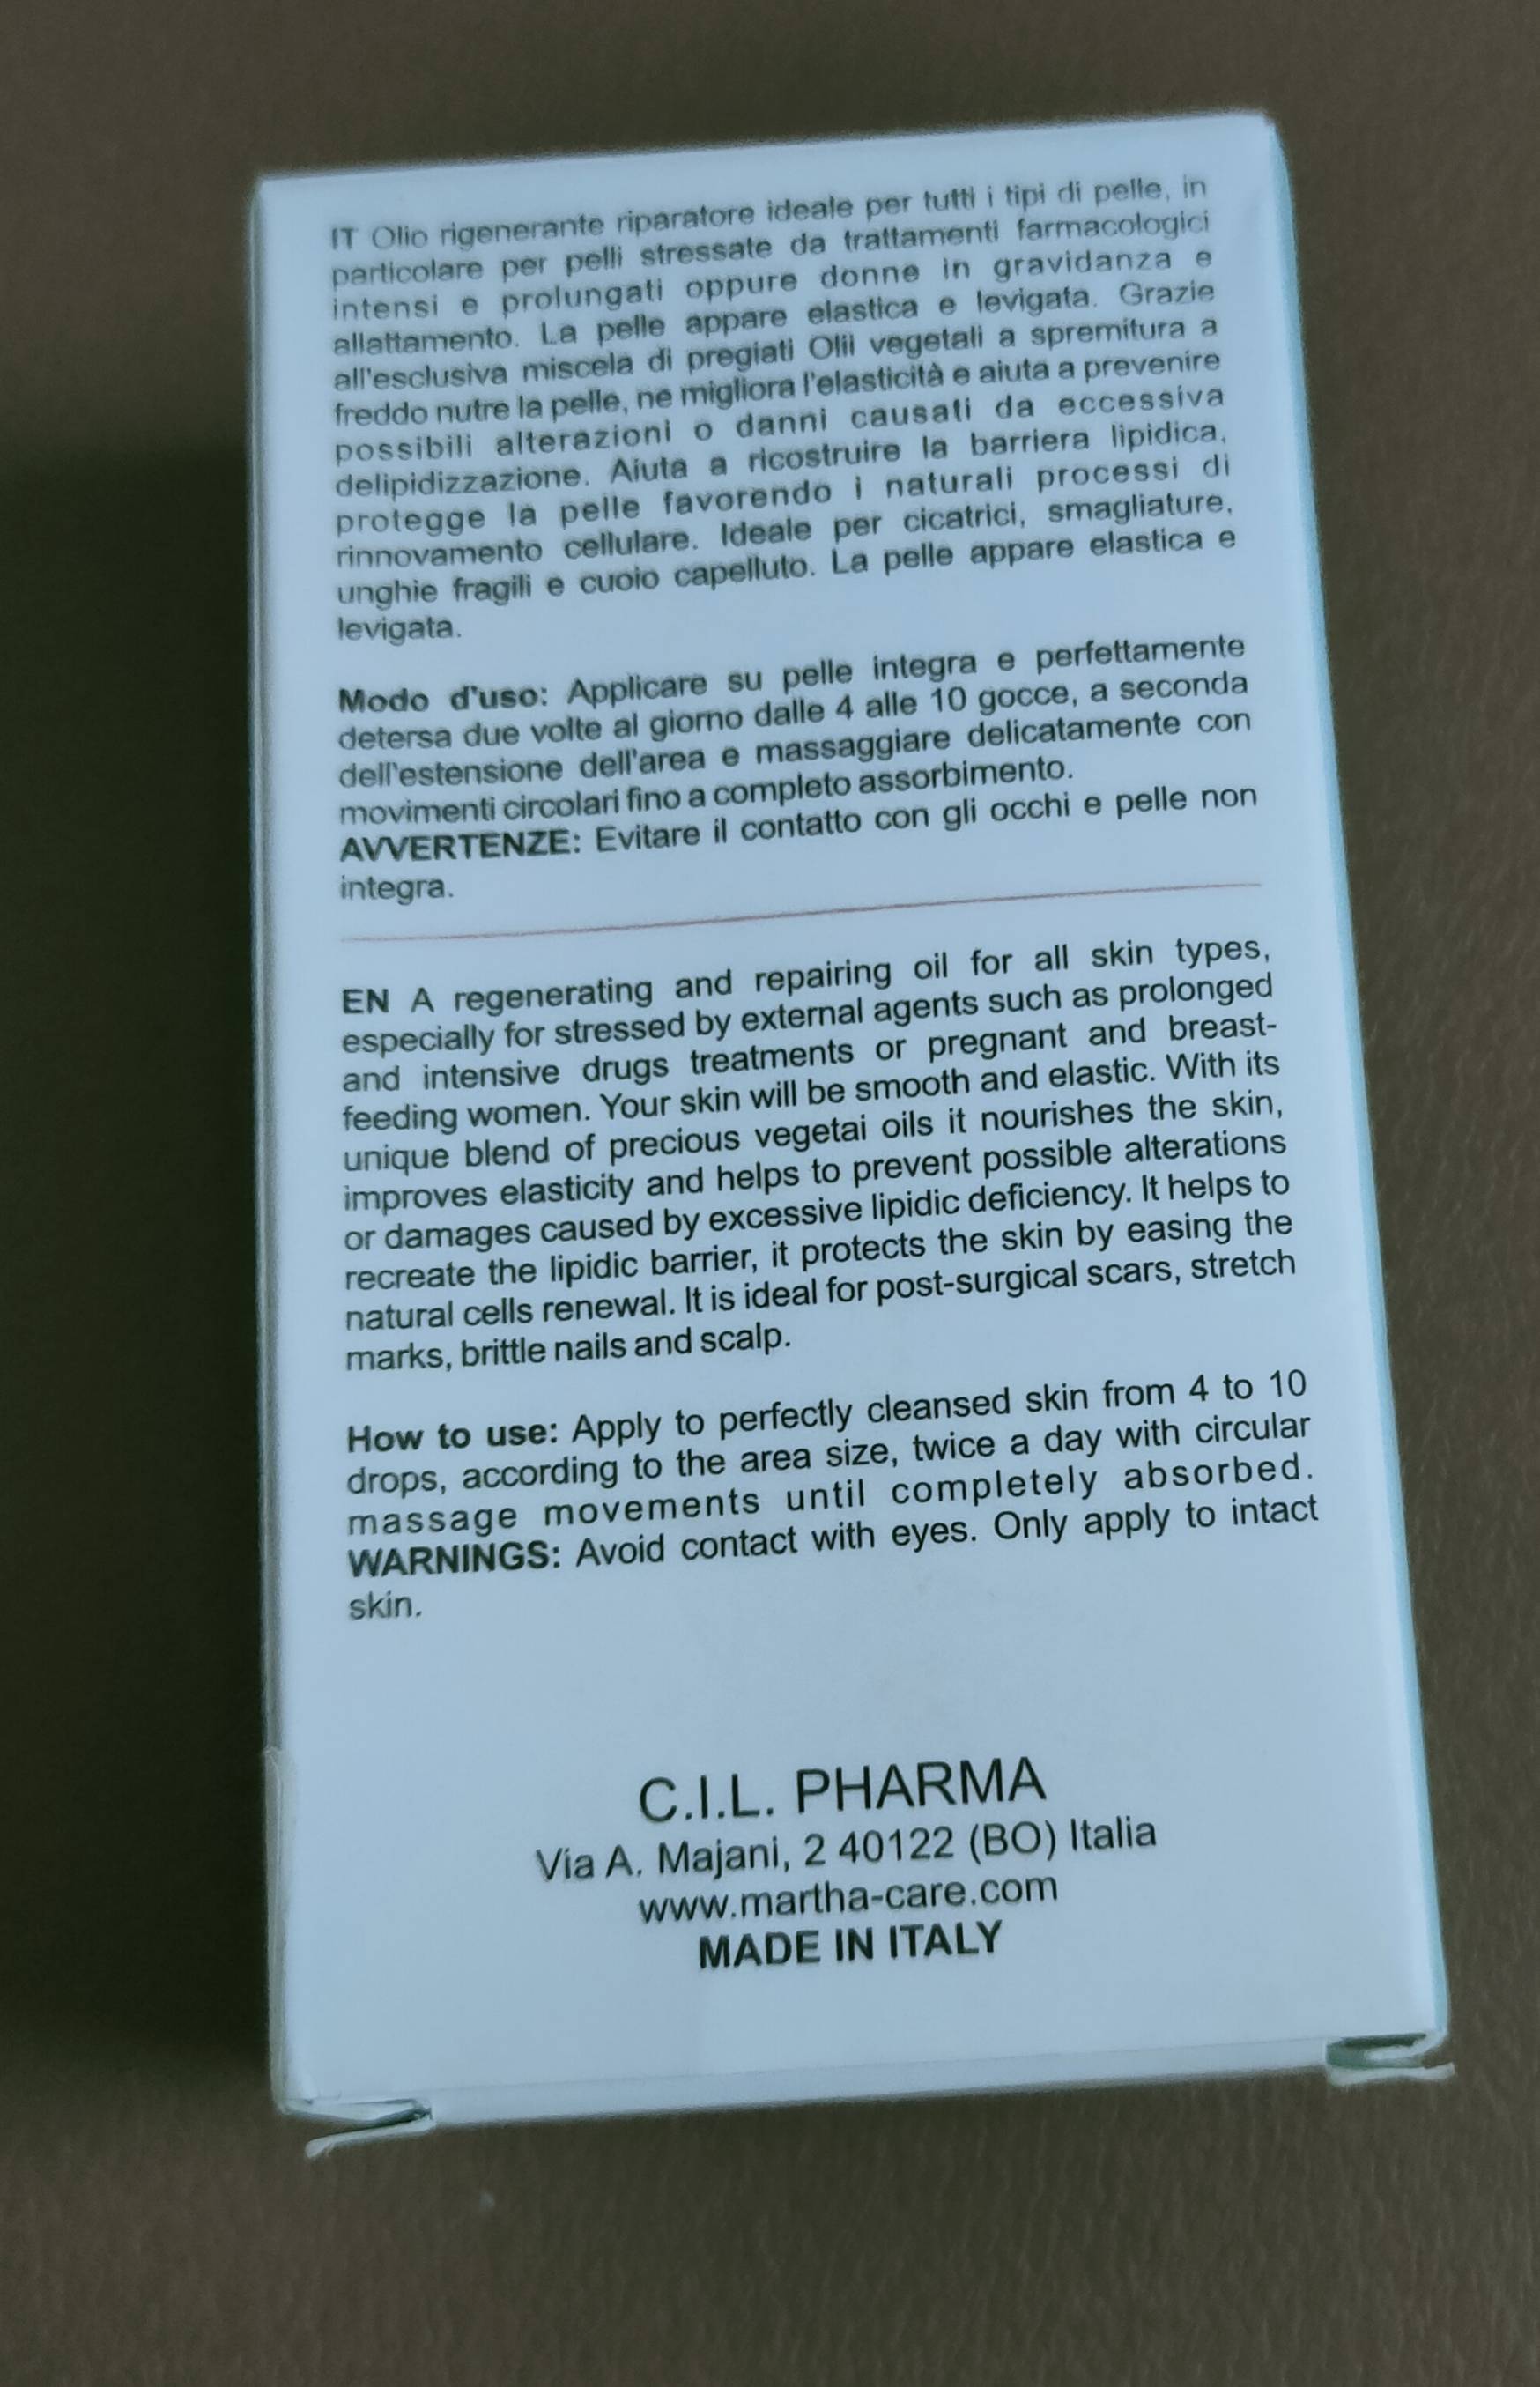 IT Olio rigenerante riparatore ideale per tutti i tipi di pelle, in
particolare per pelli stressate da trattamenti farmacologici
intensi e prolungati oppure donne in gravidanza e
allattamento. La pelle appare elastica e levigata. Grazie
all'esclusiva miscela di pregiati Olii vegetali a spremitura a
freddo nutre la pelle, ne migliora l'elasticità e aiuta a prevenire
possibili alterazioni o danni causati da eccessiva
delipidizzazione. Aiuta a ricostruire la barriera lipidica,
protegge la pelle favorendo i naturali processi di
rinnovamento cellulare. Ideale per cicatrici, smagliature,
unghie fragili e cuoio capelluto. La pelle appare elastica e
levigata.
Modo d'uso: Applicare su pelle integra e perfettamente
detersa due volte al giorno dalle 4 alle 10 gocce, a seconda
dell'estensione dell'area e massaggiare delicatamente con
movimenti circolari fino a completo assorbimento.
AVVERTENZE: Evitare il contatto con gli occhi e pelle non
integra.
EN A regenerating and repairing oil for all skin types,
especially for stressed by external agents such as prolonged
and intensive drugs treatments or pregnant and breast-
feeding women. Your skin will be smooth and elastic. With its
unique blend of precious vegetai oils it nourishes the skin,
improves elasticity and helps to prevent possible alterations
or damages caused by excessive lipidic deficiency. It helps to
recreate the lipidic barrier, it protects the skin by easing the
natural cells renewal. It is ideal for post-surgical scars, stretch
marks, brittle nails and scalp.
How to use: Apply to perfectly cleansed skin from 4 to 10
drops, according to the area size, twice a day with circular
massage movements until completely absorbed.
WARNINGS: Avoid contact with eyes. Only apply to intact
skin.
C.I.L. PHARMA
Via A. Majani, 2 40122 (BO) Italia
www.martha-care.com
MADE IN ITALY